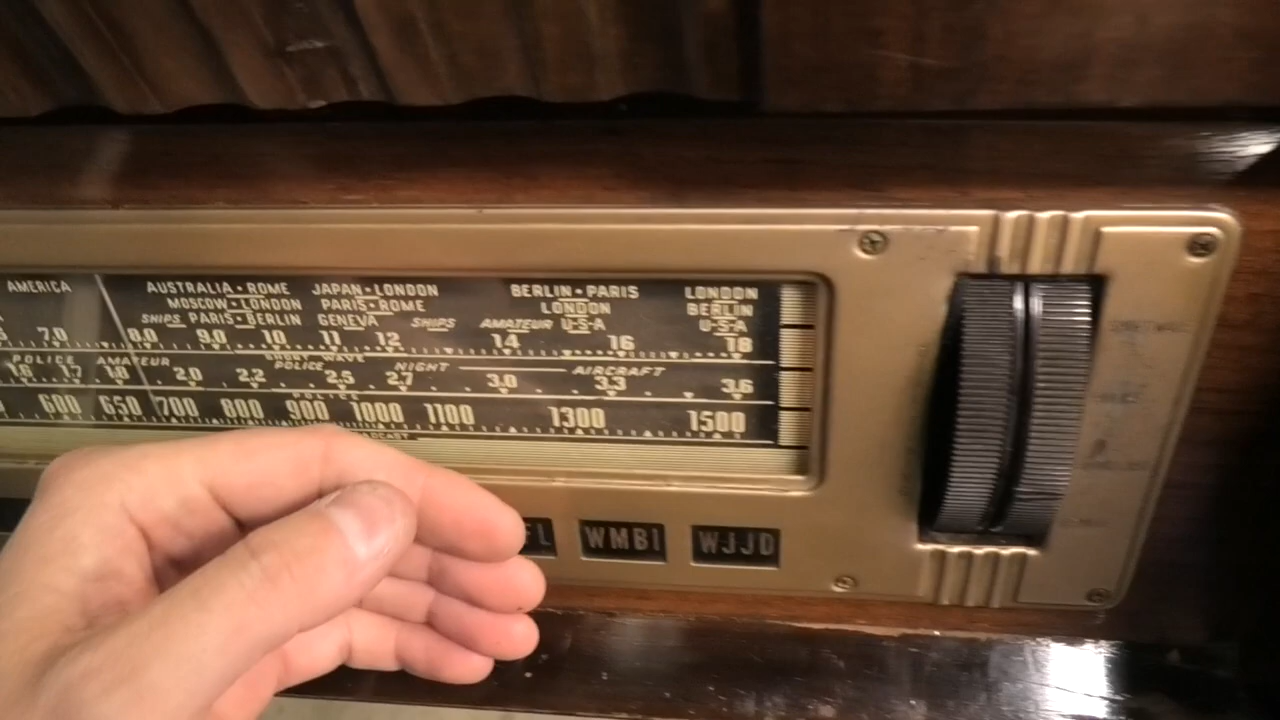 AMERICA AUSTRALIA • ROME JAPAN • LONDON BERLIN • PARIS LONDON
MOSCOW • LONDON PARIS • ROME LONDON BERLIN
SHIPS PARIS • BERLIN GENEVA SHIPS AMATEUR U•S•A U•S•A
7.0 8.0 9.0 10 11 12 14 16 18
SHORT WAVE
POLICE AMATEUR POLICE NIGHT AIRCRAFT
1.6 1.7 1.8 2.0 2.2 2.5 2.7 3.0 3.3 3.6
POLICE
600 650 700 800 900 1000 1100 1300 1500
WMBI WJJD